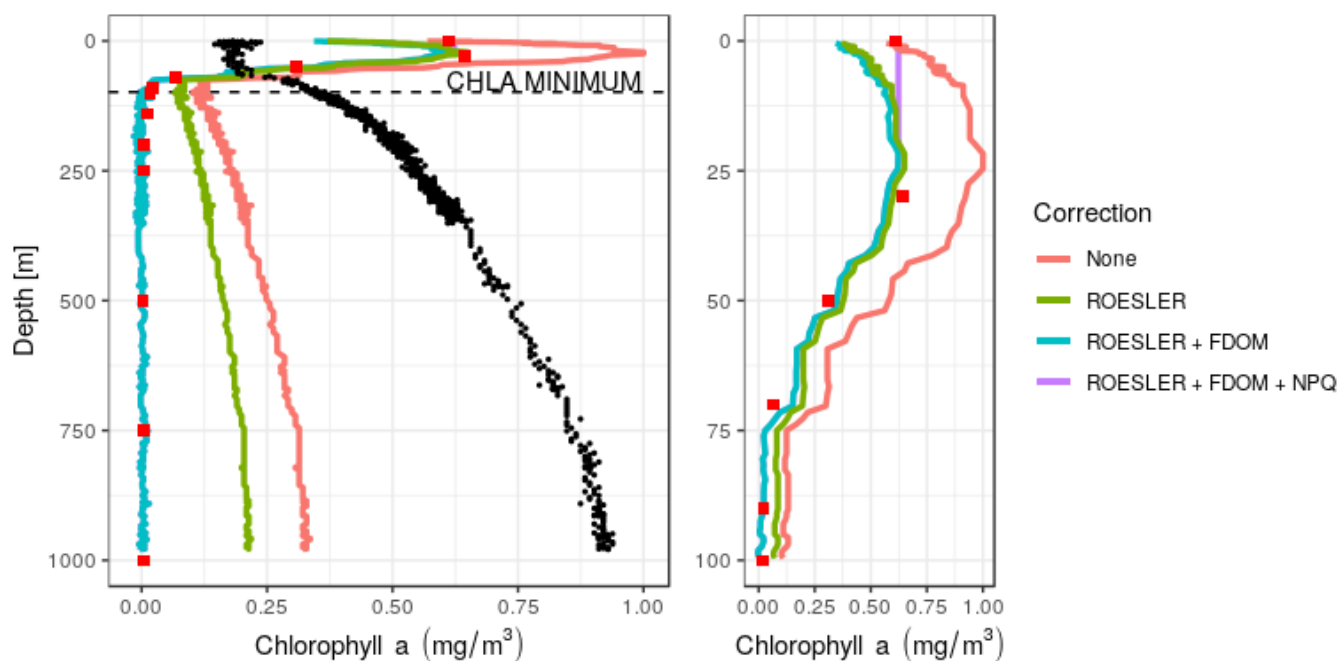 0
250
500
750
1000
Depth [m]
CHLA MINIMUM
0.00 0.25 0.50 0.75 1.00
Chlorophyll a (mg/m³)
0
25
50
75
100
0.00 0.25 0.50 0.75 1.00
Chlorophyll a (mg/m³)
Correction
None
ROESLER
ROESLER + FDOM
ROESLER + FDOM + NPQ